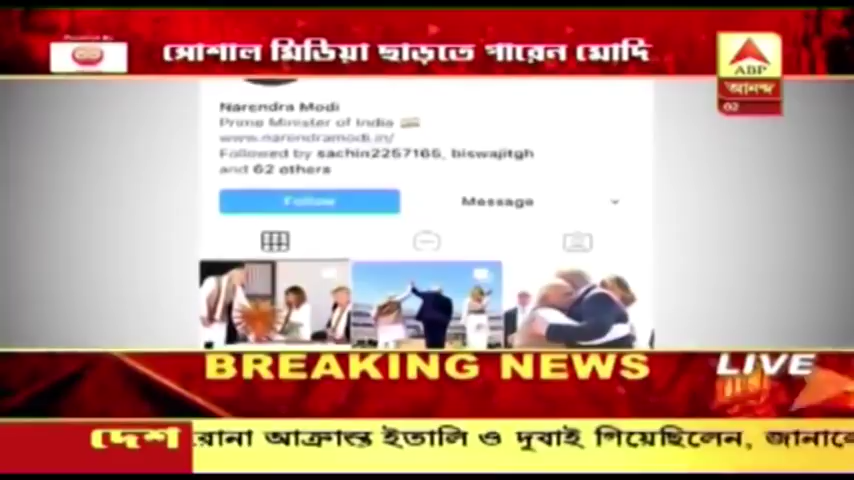 সোশাল মিডিয়া ছাড়তে পারেন মোদি
ABP
আনন্দ
Narendra Modi
Prime Minister of India
www.narendramodi.in/
Followed by sachin2257165, biswajitgh
and 62 others
Follow
Message
BREAKING NEWS
LIVE
দেশ
রোনা আক্রান্ত ইতালি ও দুবাই গিয়েছিলেন, জানালে